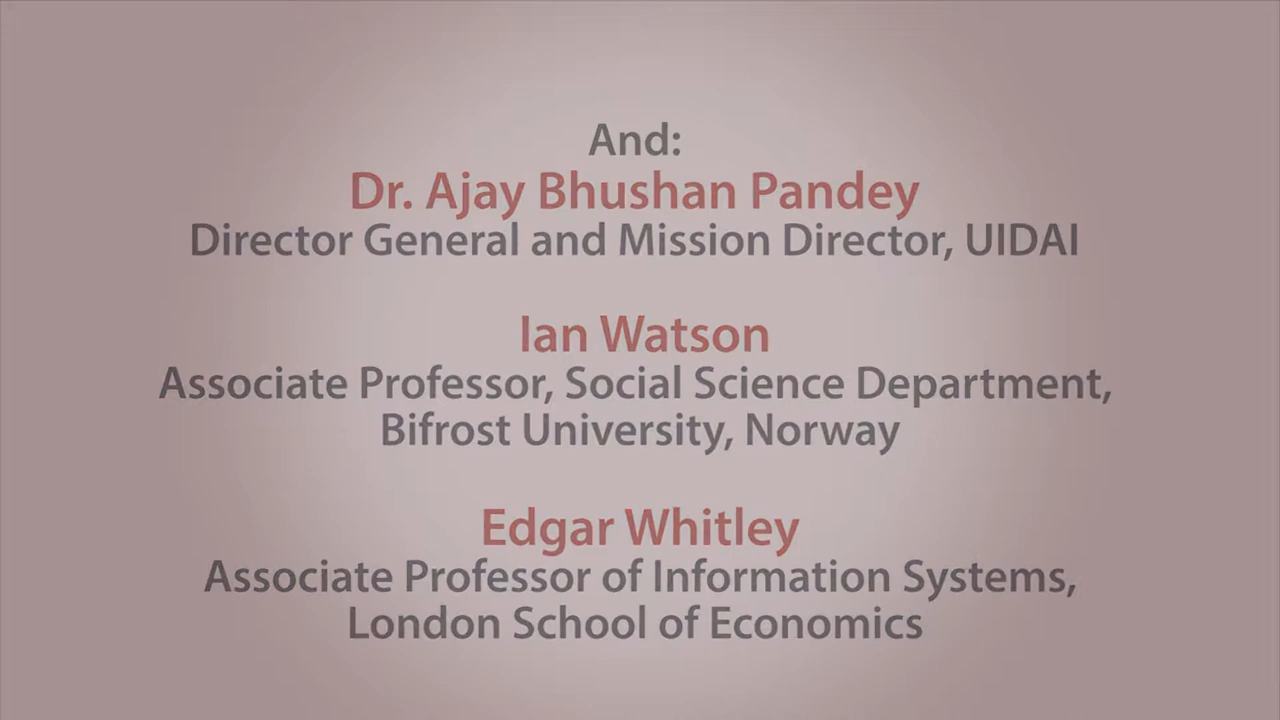 And:
Dr. Ajay Bhushan Pandey
Director General and Mission Director, UIDAI
Ian Watson
Associate Professor, Social Science Department,
Bifrost University, Norway
Edgar Whitley
Associate Professor of Information Systems,
London School of Economics